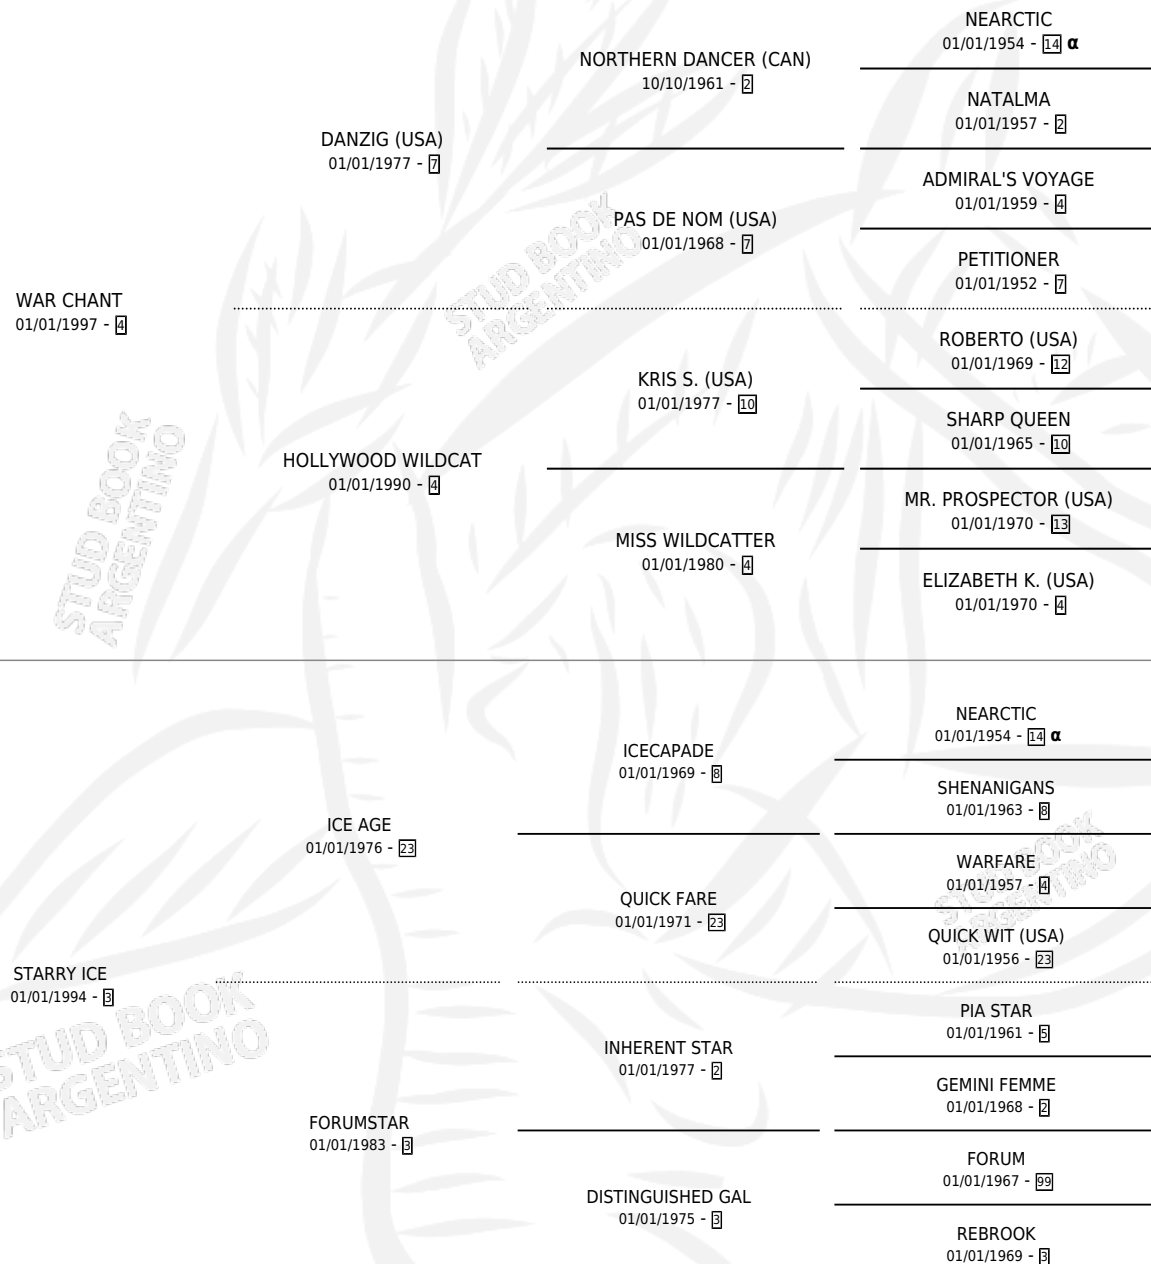 NEARCTIC
01/01/1954 - 14 α
NORTHERN DANCER (CAN)
10/10/1961 - 2
NATALMA
01/01/1957 - 2
DANZIG (USA)
01/01/1977 - 7
ADMIRAL'S VOYAGE
01/01/1959 - 4
PAS DE NOM (USA)
01/01/1968 - 7
PETITIONER
01/01/1952 - 7
STUD BOOK
ARGENTINO
WAR CHANT
01/01/1997 - 4
ROBERTO (USA)
01/01/1969 - 12
KRIS S. (USA)
01/01/1977 - 10
SHARP QUEEN
01/01/1965 - 10
HOLLYWOOD WILDCAT
01/01/1990 - 4
MR. PROSPECTOR (USA)
01/01/1970 - 13
MISS WILDCATTER
01/01/1980 - 4
ELIZABETH K. (USA)
01/01/1970 - 4
STUD BOOK
ARGENTINO
NEARCTIC
01/01/1954 - 14 α
ICECAPADE
01/01/1969 - 8
SHENANIGANS
01/01/1963 - 8
ICE AGE
01/01/1976 - 23
WARFARE
01/01/1957 - 4
QUICK FARE
01/01/1971 - 23
QUICK WIT (USA)
01/01/1956 - 23
STUD BOOK
ARGENTINO
STARRY ICE
01/01/1994 - 3
PIA STAR
01/01/1961 - 5
INHERENT STAR
01/01/1977 - 2
GEMINI FEMME
01/01/1968 - 2
STUD BOOK
ARGENTINO
FORUMSTAR
01/01/1983 - 3
FORUM
01/01/1967 - 99
DISTINGUISHED GAL
01/01/1975 - 3
REBROOK
01/01/1969 - 3